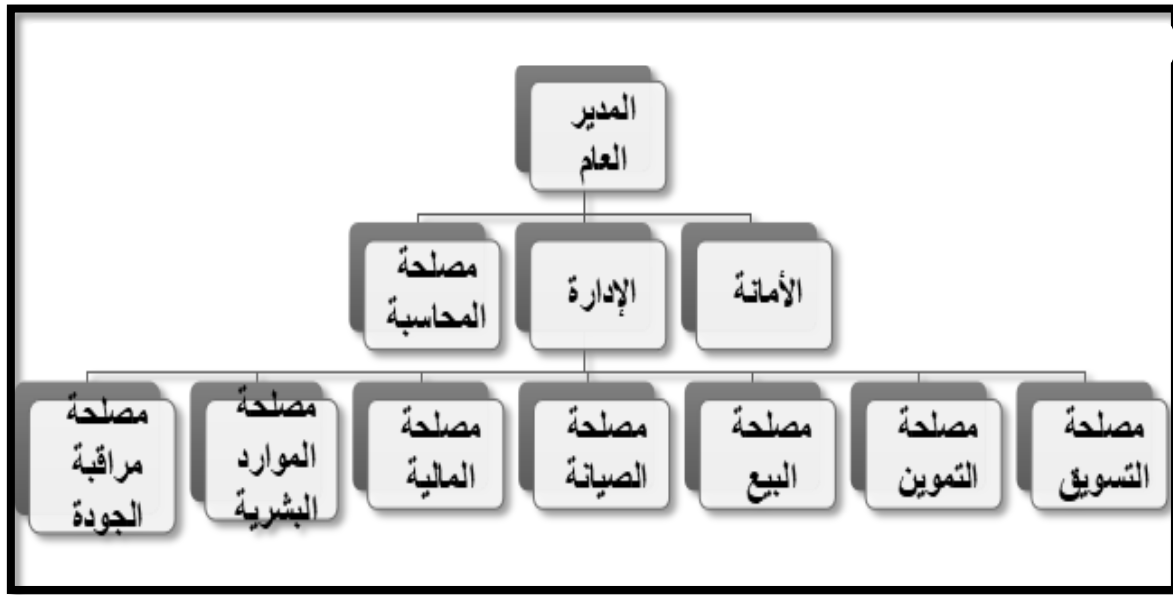 المدير
العام
الأمانة
الإدارة
مصلحة
المحاسبة
مصلحة
التسويق
مصلحة
التموين
مصلحة
البيع
مصلحة
الصيانة
مصلحة
المالية
مصلحة
الموارد
البشرية
مصلحة
مراقبة
الجودة